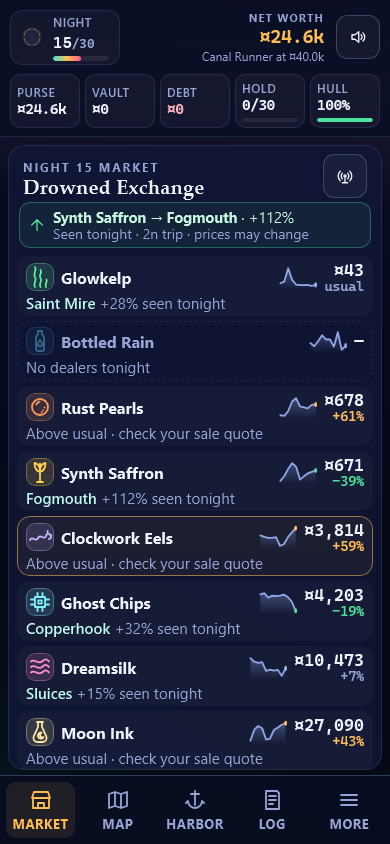 NIGHT
15/30
NET WORTH
¤24.6k
Canal Runner at ¤40.0k
PURSE
¤24.6k
VAULT
¤0
DEBT
¤0
HOLD
0/30
HULL
100%
NIGHT 15 MARKET
Drowned Exchange
Synth Saffron → Fogmouth · +112%
Seen tonight · 2n trip · prices may change
Glowkelp
¤43
usual
Saint Mire +28% seen tonight
Bottled Rain
—
No dealers tonight
Rust Pearls
¤678
+61%
Above usual · check your sale quote
Synth Saffron
¤671
−39%
Fogmouth +112% seen tonight
Clockwork Eels
¤3,814
+59%
Above usual · check your sale quote
Ghost Chips
¤4,203
−19%
Copperhook +32% seen tonight
Dreamsilk
¤10,473
+7%
Sluices +15% seen tonight
Moon Ink
¤27,090
+43%
Above usual · check your sale quote
MARKET
MAP
HARBOR
LOG
MORE